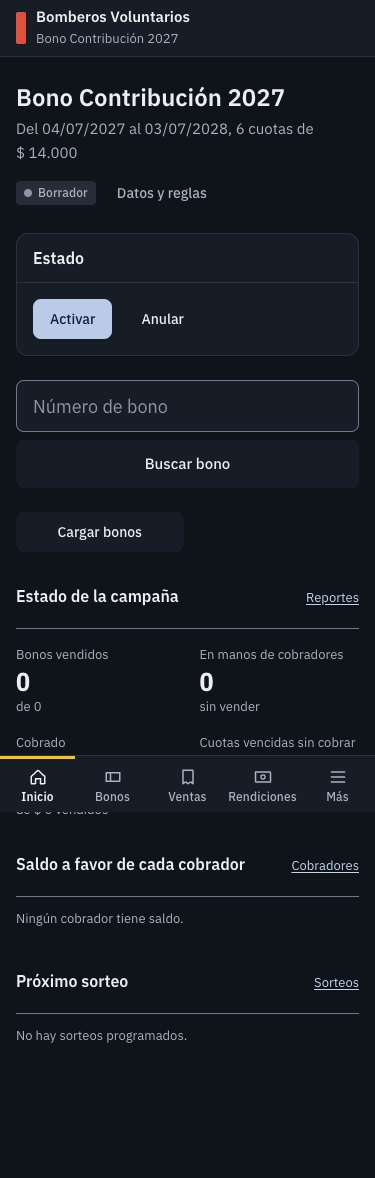 Bomberos Voluntarios
Bono Contribución 2027
Bono Contribución 2027
Del 04/07/2027 al 03/07/2028, 6 cuotas de
$ 14.000
Borrador
Datos y reglas
Estado
Activar
Anular
Número de bono
Buscar bono
Cargar bonos
Estado de la campaña
Reportes
Bonos vendidos
En manos de cobradores
0
0
de 0
sin vender
Cobrado
Cuotas vencidas sin cobrar
Inicio
Bonos
Ventas
Rendiciones
Más
de $ 0 vendidos
Saldo a favor de cada cobrador
Cobradores
Ningún cobrador tiene saldo.
Próximo sorteo
Sorteos
No hay sorteos programados.